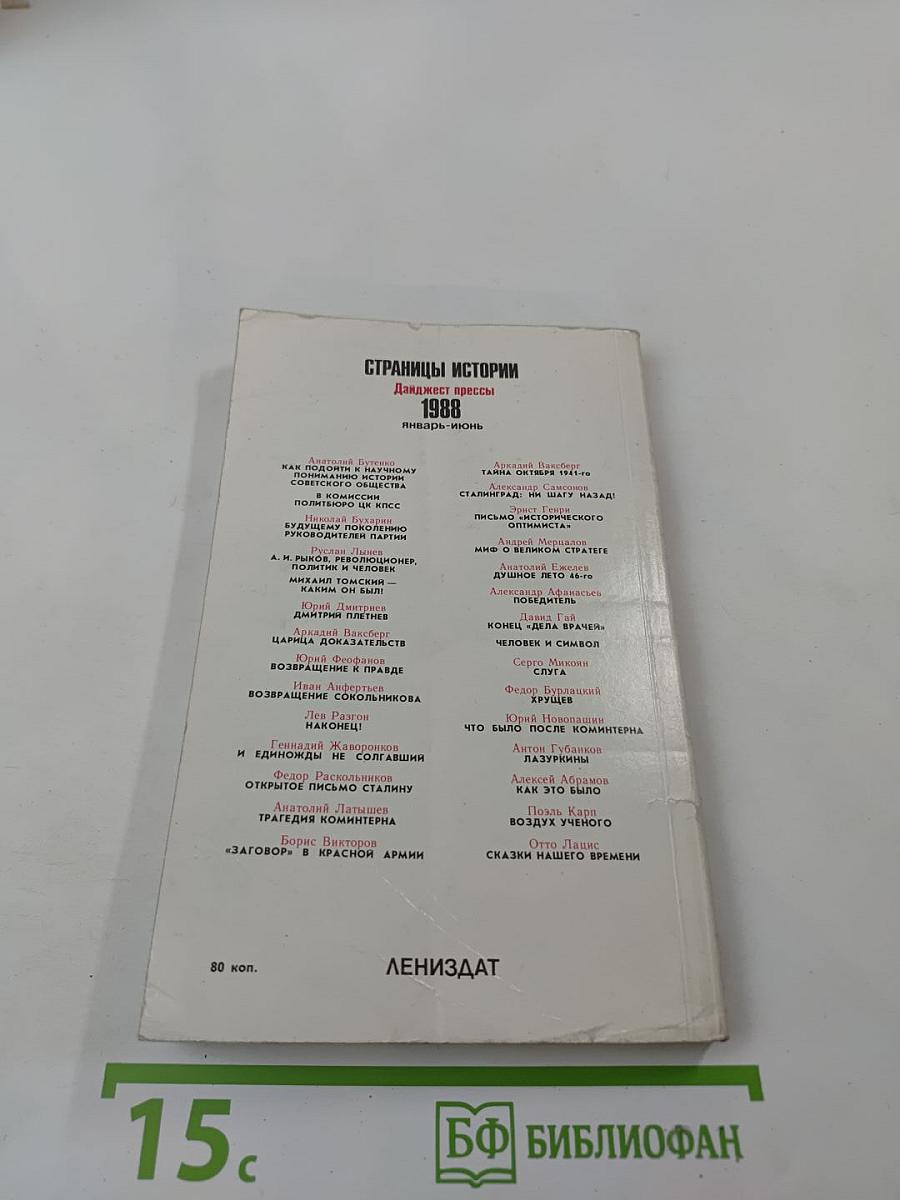 СТРАНИЦЫ ИСТОРИИ
Дайджест прессы
1988
январь-июнь
Анатолий Бутенко
КАК ПОДОЙТИ К НАУЧНОМУ
ПОНИМАНИЮ ИСТОРИИ
СОВЕТСКОГО ОБЩЕСТВА
В КОМИССИИ
ПОЛИТБЮРО ЦК КПСС
Николай Бухарин
БУДУЩЕМУ ПОКОЛЕНИЮ
РУКОВОДИТЕЛЕЙ ПАРТИИ
Руслан Лынев
А. И. РЫКОВ, РЕВОЛЮЦИОНЕР,
ПОЛИТИК И ЧЕЛОВЕК
МИХАИЛ ТОМСКИЙ —
КАКИМ ОН БЫЛ!
Юрий Дмитриев
ДМИТРИЙ ПЛЕТНЕВ
Аркадий Ваксберг
ЦАРИЦА ДОКАЗАТЕЛЬСТВ
Юрий Феофанов
ВОЗВРАЩЕНИЕ К ПРАВДЕ
Иван Анфертьев
ВОЗВРАЩЕНИЕ СОКОЛЬНИКОВА
Лев Разгон
НАКОНЕЦ!
Геннадий Жаворонков
И ЕДИНОЖДЫ НЕ СОЛГАВШИЙ
Федор Раскольников
ОТКРЫТОЕ ПИСЬМО СТАЛИНУ
Анатолий Латышев
ТРАГЕДИЯ КОМИНТЕРНА
Борис Викторов
«ЗАГОВОР» В КРАСНОЙ АРМИИ
Аркадий Ваксберг
ТАЙНА ОКТЯБРЯ 1941-го
Александр Самсонов
СТАЛИНГРАД: НИ ШАГУ НАЗАД!
Эрнст Генри
ПИСЬМО «ИСТОРИЧЕСКОГО
ОПТИМИСТА»
Андрей Мерцалов
МИФ О ВЕЛИКОМ СТРАТЕГЕ
Анатолий Ежелев
ДУШНОЕ ЛЕТО 46-го
Александр Афанасьев
ПОБЕДИТЕЛЬ
Давид Гай
КОНЕЦ «ДЕЛА ВРАЧЕЙ»
ЧЕЛОВЕК И СИМВОЛ
Серго Микоян
СЛУГА
Федор Бурлацкий
ХРУЩЕВ
Юрий Новопашин
ЧТО БЫЛО ПОСЛЕ КОМИНТЕРНА
Антон Губанков
ЛАЗУРКИНЫ
Алексей Абрамов
КАК ЭТО БЫЛО
Поэль Карп
ВОЗДУХ УЧЕНОГО
Отто Лацис
СКАЗКИ НАШЕГО ВРЕМЕНИ
80 коп.
ЛЕНИЗДАТ
15 с
БФ БИБЛИОФАН